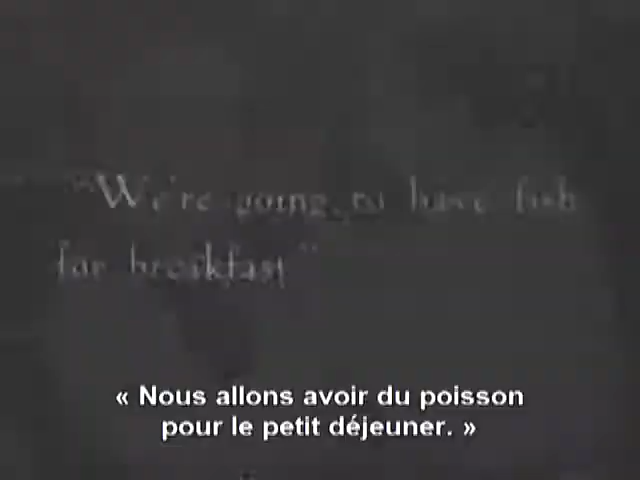 "We're going to have fish
for breakfast"
« Nous allons avoir du poisson
pour le petit déjeuner. »